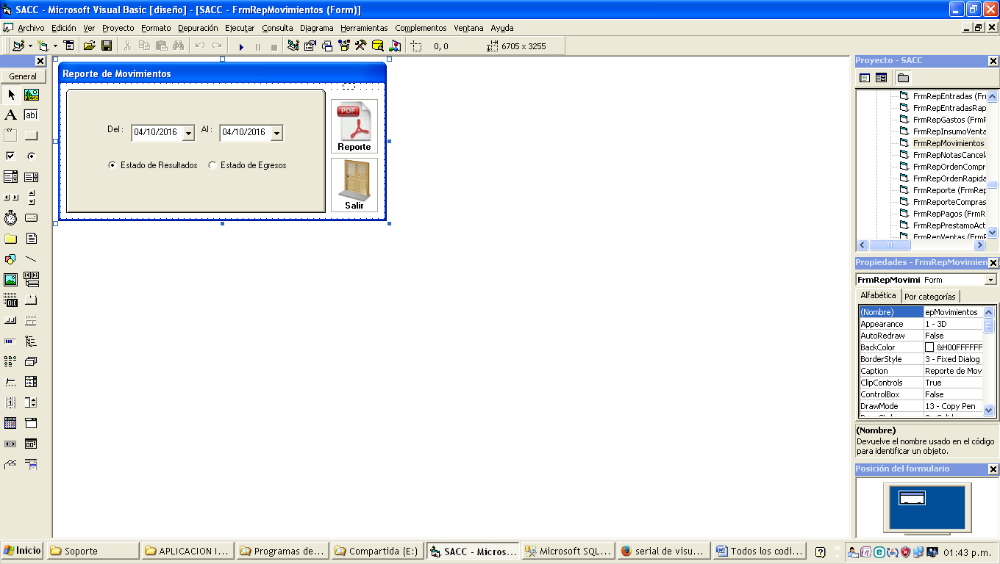 SACC - Microsoft Visual Basic [diseño] - [SACC - FrmRepMovimientos (Form)]
Archivo Edición Ver Proyecto Formato Depuración Ejecutar Consulta Diagrama Herramientas Complementos Ventana Ayuda
0, 0 6705 x 3255
General
A
ab
xy
OLE
Reporte de Movimientos
Del : 04/10/2016 Al : 04/10/2016
Estado de Resultados Estado de Egresos
PDF
Reporte
Salir
Proyecto - SACC
FrmRepEntradas (Fr
FrmRepEntradasRap
FrmRepGastos (FrmF
FrmRepInsumoVenta
FrmRepMovimientos
FrmRepNotasCancela
FrmRepOrdenCompr
FrmRepOrdenRapida
FrmReporte (FrmRep
FrmReporteCompras
FrmRepPagos (FrmR
FrmRepPrestamoAct
FrmRepVentas (FrmF
Propiedades - FrmRepMovimien
FrmRepMovimi Form
Alfabética Por categorías
(Nombre) epMovimientos
Appearance 1 - 3D
AutoRedraw False
BackColor &H00FFFFFF
BorderStyle 3 - Fixed Dialog
Caption Reporte de Mov
ClipControls True
ControlBox False
DrawMode 13 - Copy Pen
(Nombre)
Devuelve el nombre usado en el código
para identificar un objeto.
Posición del formulario
Inicio Soporte APLICACION I... Programas de... Compartida (E:) SACC - Micros... Microsoft SQL... serial de visu... Todos los codi... 01:43 p.m.